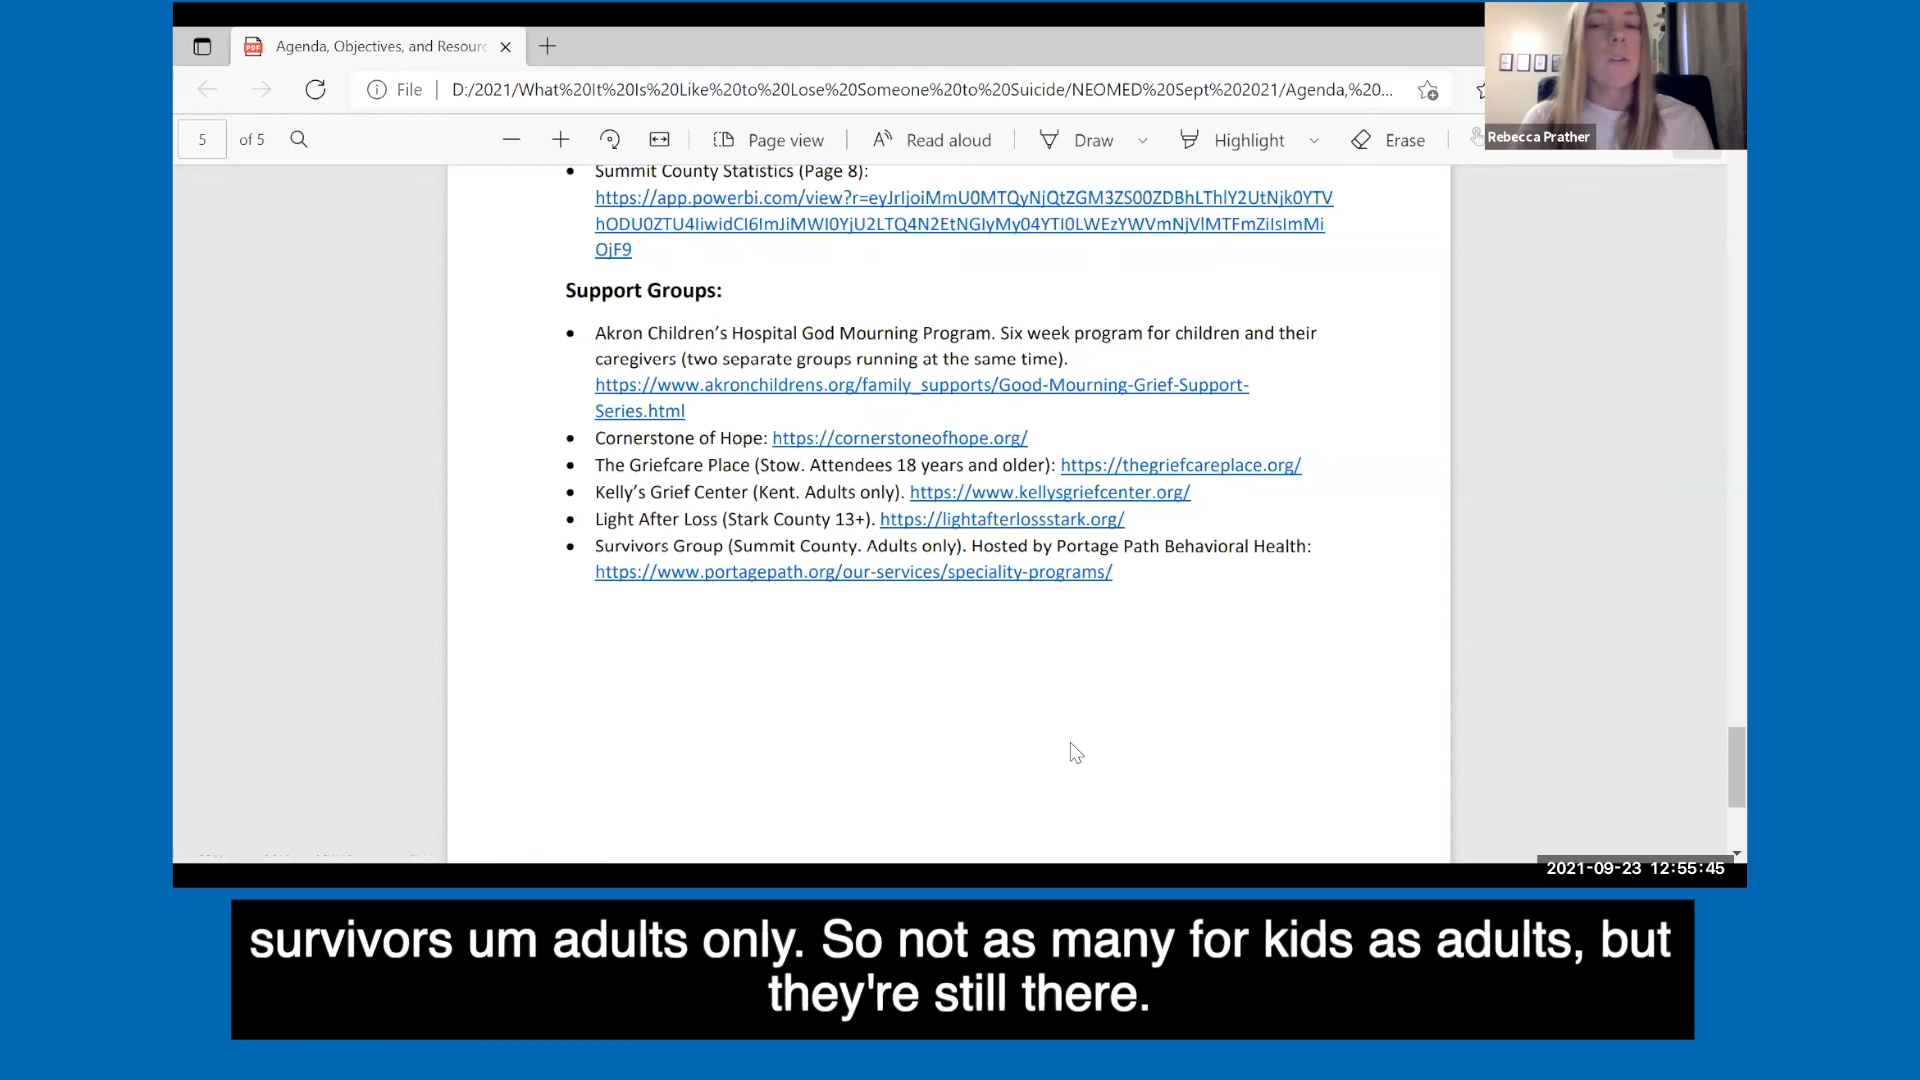 Agenda, Objectives, and Resourc
File
D:/2021/What%20It%20Is%20Like%20to%20Lose%20Someone%20to%20Suicide/NEOMED%20Sept%202021/Agenda,%20...
Rebecca Prather
5 of 5
Page view
Read aloud
Draw
Highlight
Erase
• Summit County Statistics (Page 8):
https://app.powerbi.com/view?r=eyJrIjoiMmU0MTQyNjQtZGM3ZS00ZDBhLThlY2UtNjk0YTV
hODU0ZTU4IiwidCI6ImJiMWI0YjU2LTQ4N2EtNGIyMy04YTI0LWEzYWVmNjVlMTFmZiIsImMi
OjF9
Support Groups:
• Akron Children’s Hospital God Mourning Program. Six week program for children and their
caregivers (two separate groups running at the same time).
https://www.akronchildrens.org/family_supports/Good-Mourning-Grief-Support-
Series.html
• Cornerstone of Hope: https://cornerstoneofhope.org/
• The Griefcare Place (Stow. Attendees 18 years and older): https://thegriefcareplace.org/
• Kelly’s Grief Center (Kent. Adults only). https://www.kellysgriefcenter.org/
• Light After Loss (Stark County 13+). https://lightafterlossstark.org/
• Survivors Group (Summit County. Adults only). Hosted by Portage Path Behavioral Health:
https://www.portagepath.org/our-services/speciality-programs/
2021-09-23 12:55:45
survivors um adults only. So not as many for kids as adults, but
they're still there.